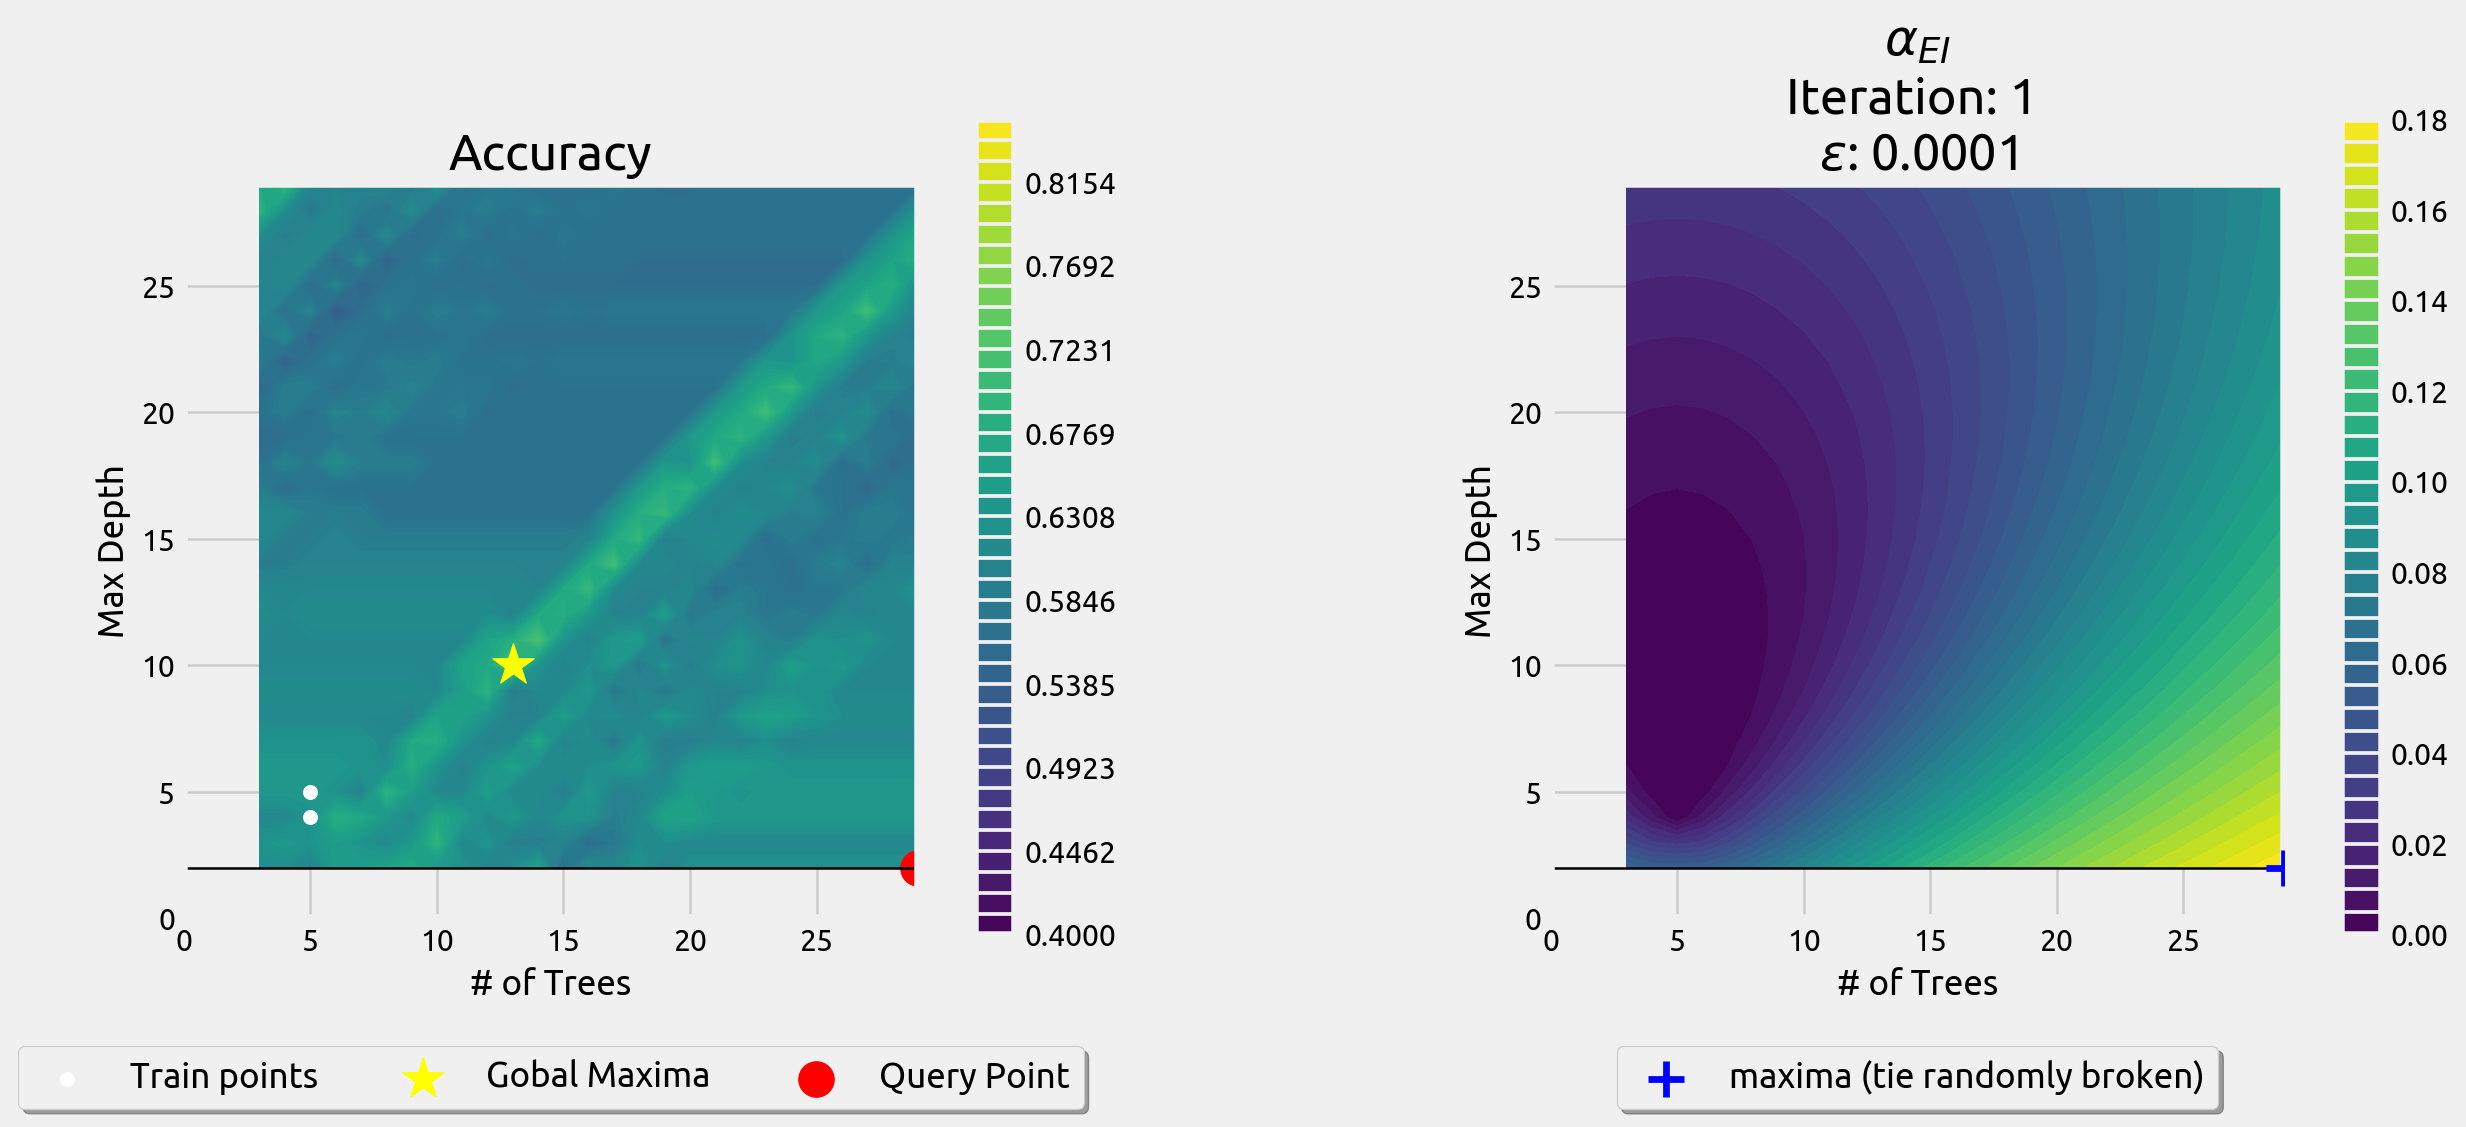 Accuracy
25
20
15
10
5
0
Max Depth
0 5 10 15 20 25
# of Trees
0.8154
0.7692
0.7231
0.6769
0.6308
0.5846
0.5385
0.4923
0.4462
0.4000
Train points Gobal Maxima Query Point
α_EI
Iteration: 1
ε: 0.0001
25
20
15
10
5
0
Max Depth
0 5 10 15 20 25
# of Trees
0.18
0.16
0.14
0.12
0.10
0.08
0.06
0.04
0.02
0.00
maxima (tie randomly broken)